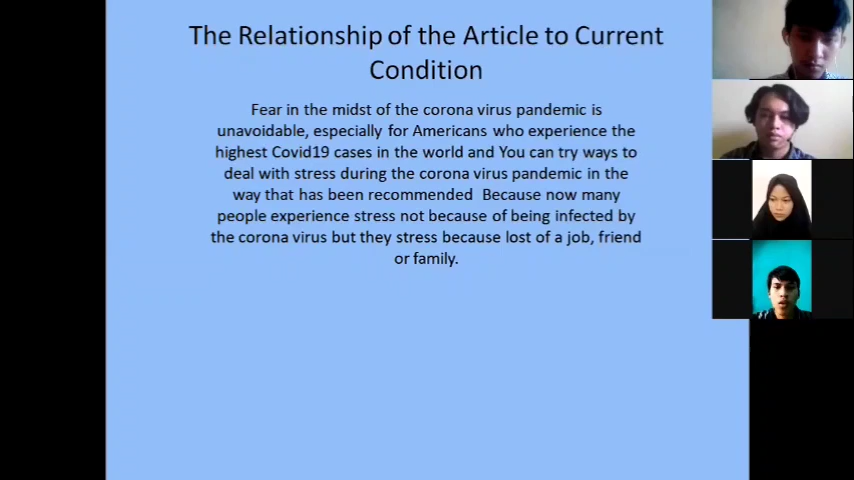 The Relationship of the Article to Current
Condition
Fear in the midst of the corona virus pandemic is
unavoidable, especially for Americans who experience the
highest Covid19 cases in the world and You can try ways to
deal with stress during the corona virus pandemic in the
way that has been recommended  Because now many
people experience stress not because of being infected by
the corona virus but they stress because lost of a job, friend
or family.